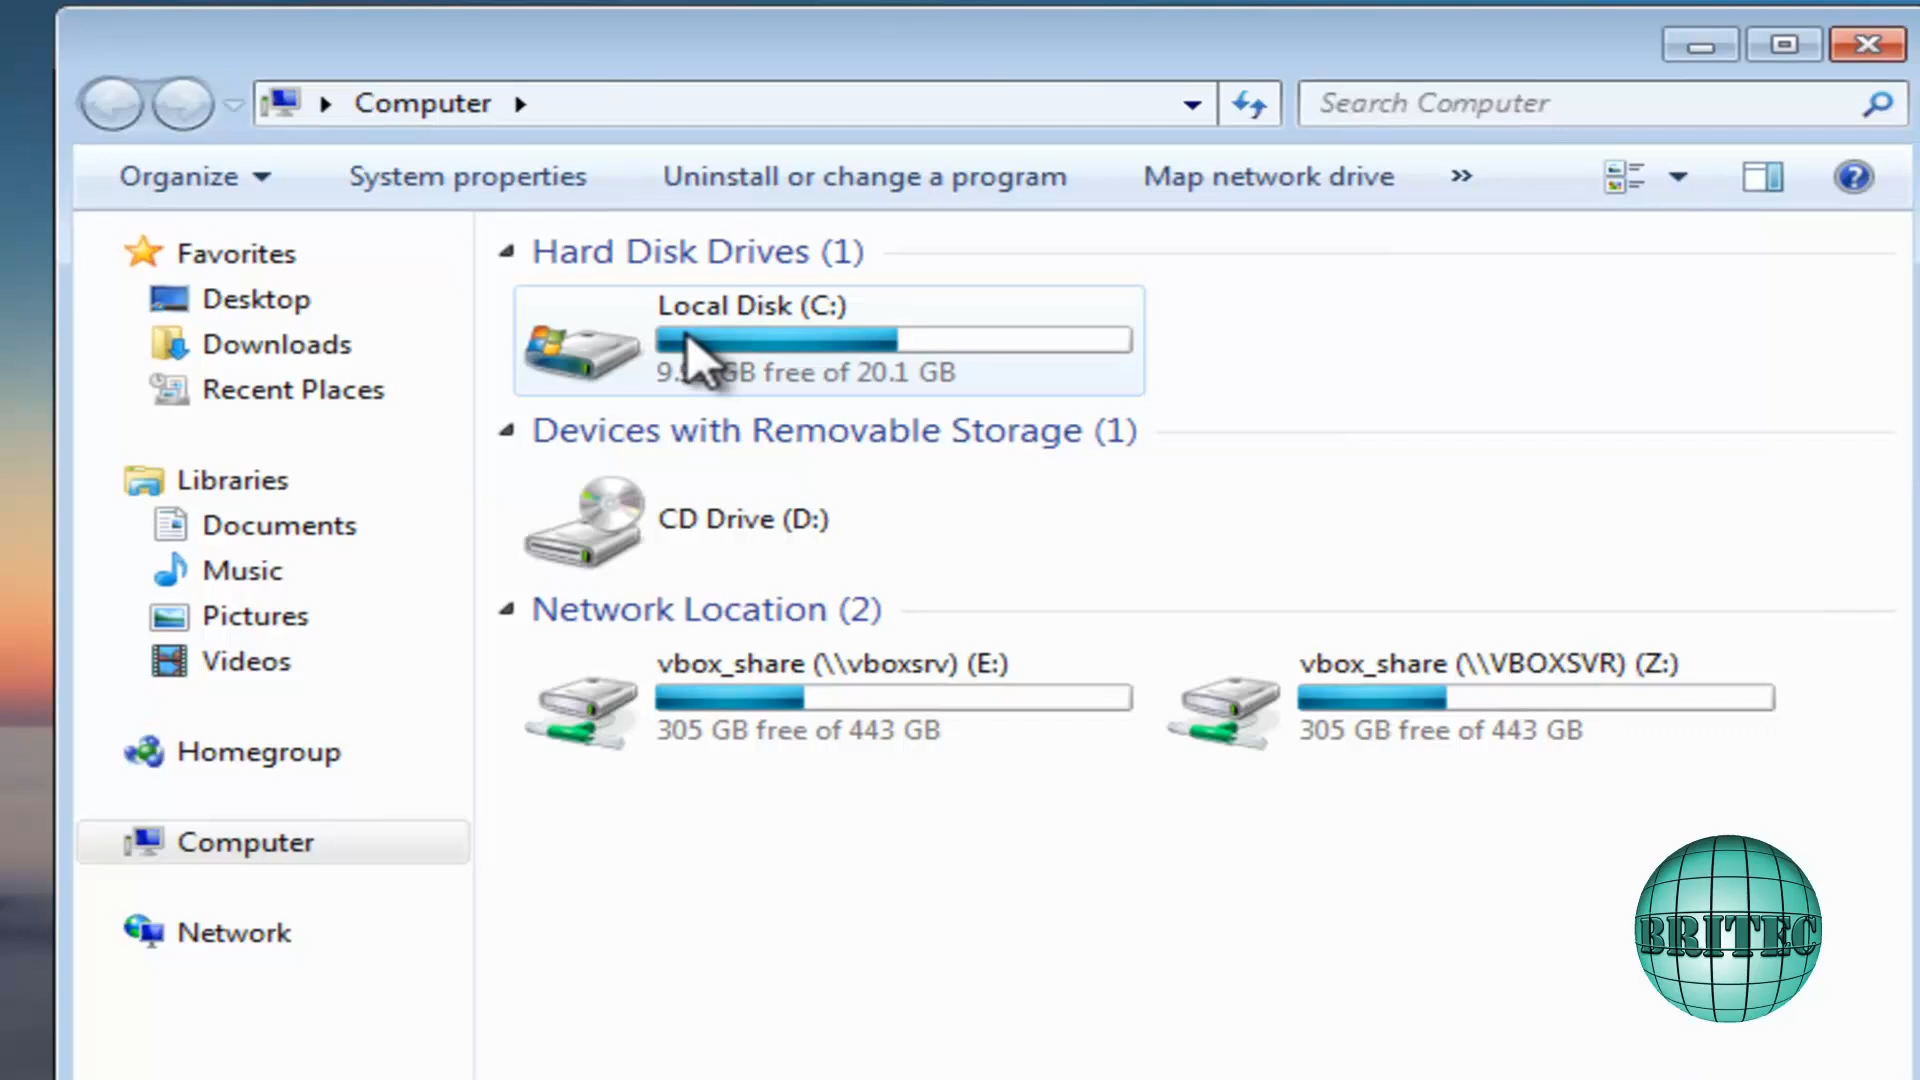 Computer
Search Computer
Organize
System properties
Uninstall or change a program
Map network drive
»
Favorites
Desktop
Downloads
Recent Places
Libraries
Documents
Music
Pictures
Videos
Homegroup
Computer
Network
Hard Disk Drives (1)
Local Disk (C:)
GB free of 20.1 GB
Devices with Removable Storage (1)
CD Drive (D:)
Network Location (2)
vbox_share (\\vboxsrv) (E:)
305 GB free of 443 GB
vbox_share (\\VBOXSVR) (Z:)
305 GB free of 443 GB
BRITEC